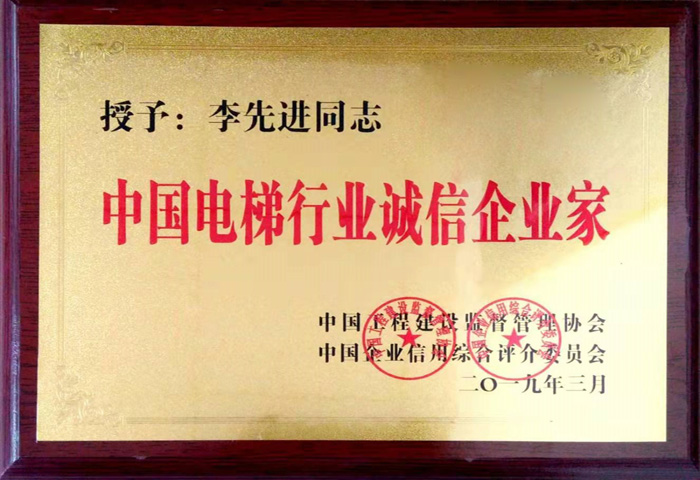 授予：李先进同志
中国电梯行业诚信企业家
中国工程建设监督管理协会
中国企业信用综合评介委员会
二〇一九年三月